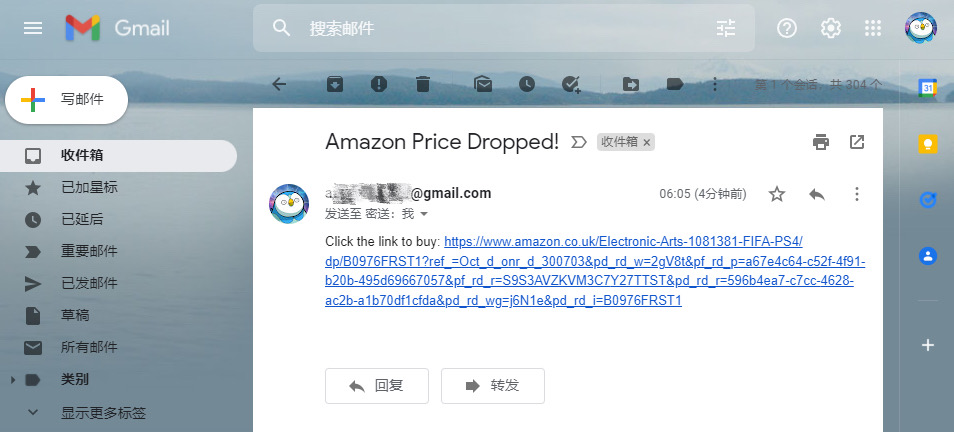 Gmail
搜索邮件
写邮件
第 1 个会话，共 304 个
31
收件箱
已加星标
已延后
重要邮件
已发邮件
草稿
所有邮件
类别
显示更多标签
Amazon Price Dropped!
收件箱 ×
@gmail.com
06:05 (4分钟前)
发送至 密送：我
Click the link to buy: https://www.amazon.co.uk/Electronic-Arts-1081381-FIFA-PS4/
dp/B0976FRST1?ref_=Oct_d_onr_d_300703&pd_rd_w=2gV8t&pf_rd_p=a67e4c64-c52f-4f91-
b20b-495d69667057&pf_rd_r=S9S3AVZKVM3C7Y27TTST&pd_rd_r=596b4ea7-c7cc-4628-
ac2b-a1b70df1cfda&pd_rd_wg=j6N1e&pd_rd_i=B0976FRST1
回复
转发